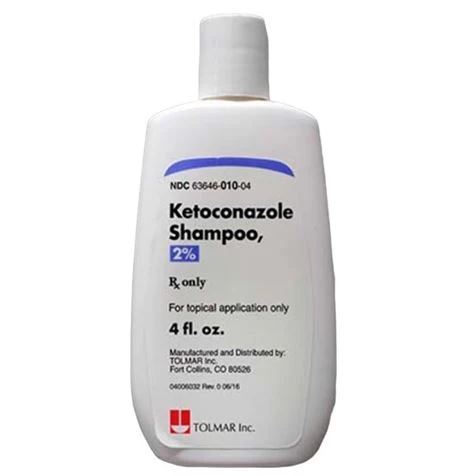 NDC 63646-010-04
Ketoconazole
Shampoo,
2%
Rx only
For topical application only
4 fl. oz.
Manufactured and Distributed by:
TOLMAR Inc.
Fort Collins, CO 80526
04006032 Rev. 0 06/16
TOLMAR Inc.